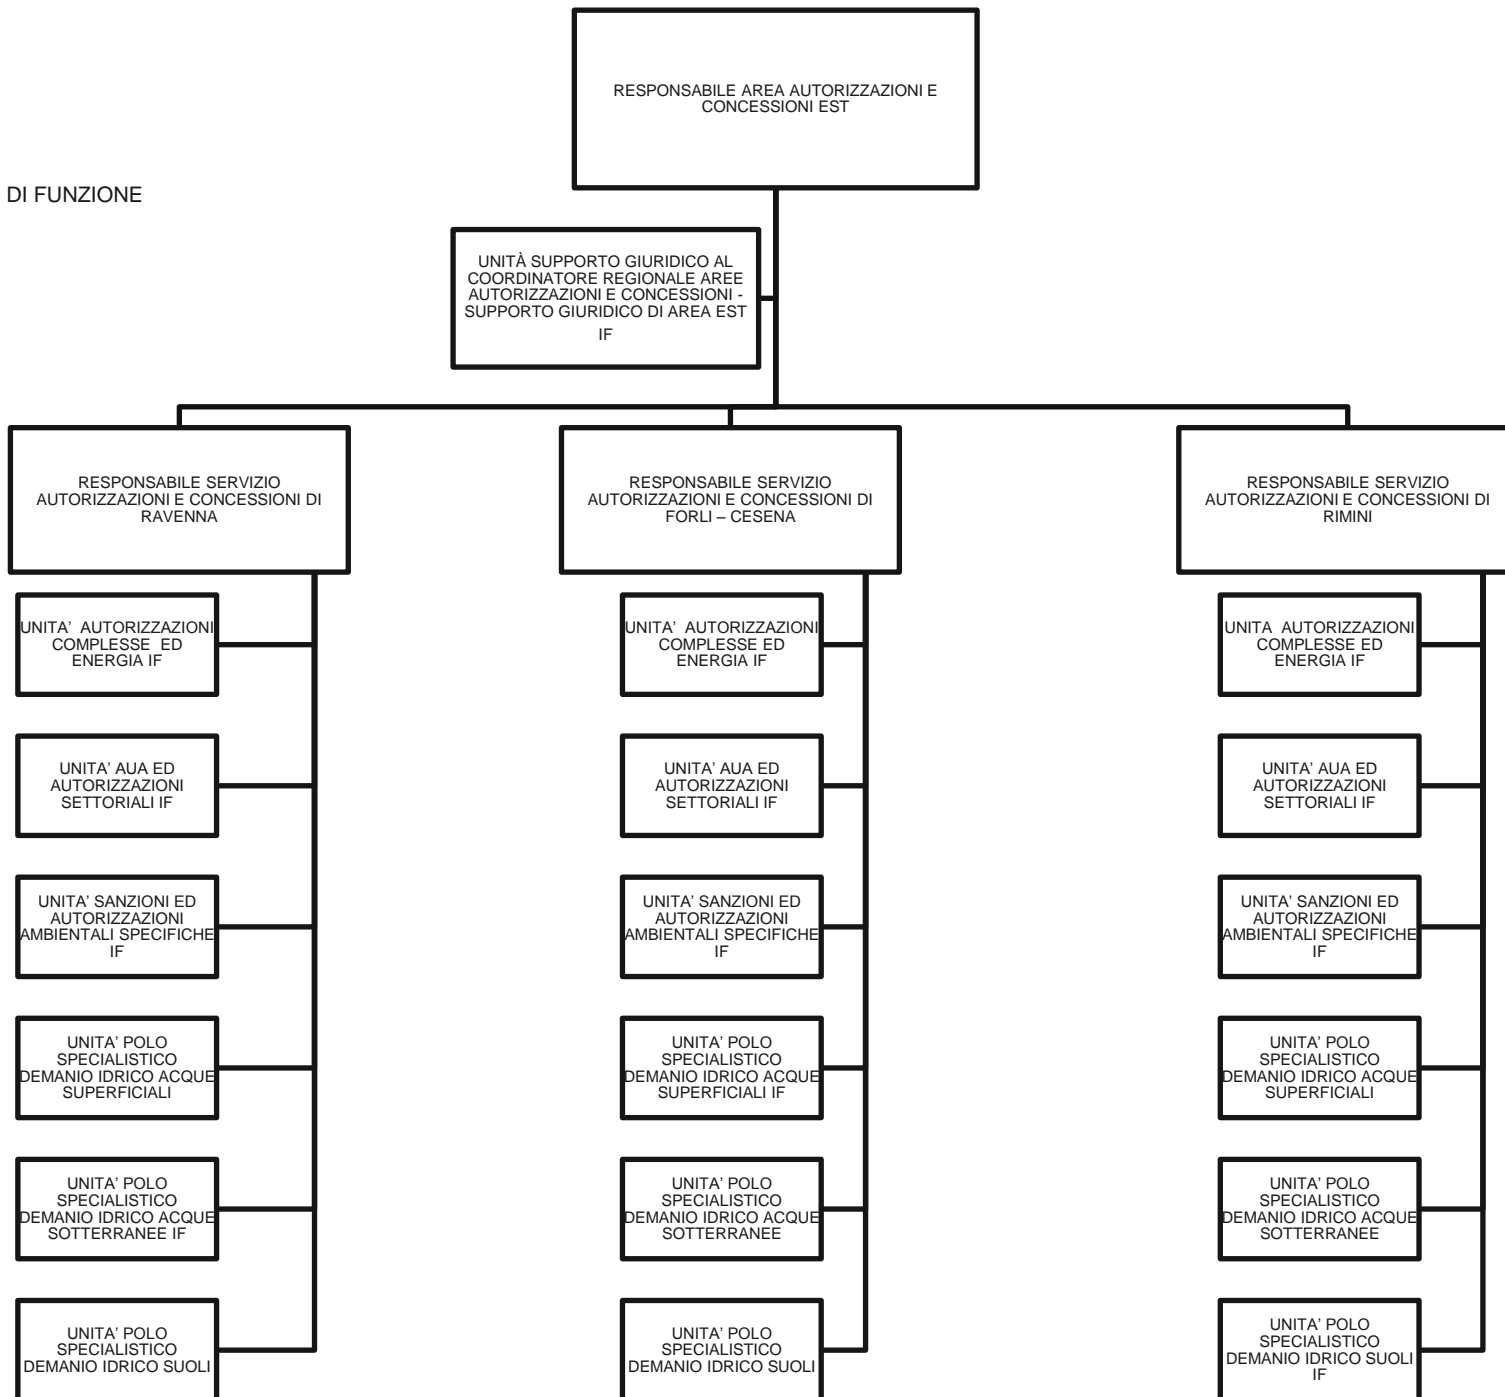 RESPONSABILE AREA AUTORIZZAZIONI E
CONCESSIONI EST
DI FUNZIONE
UNITÀ SUPPORTO GIURIDICO AL
COORDINATORE REGIONALE AREE
AUTORIZZAZIONI E CONCESSIONI -
SUPPORTO GIURIDICO DI AREA EST
IF
RESPONSABILE SERVIZIO
AUTORIZZAZIONI E CONCESSIONI DI
RAVENNA
UNITA’ AUTORIZZAZIONI
COMPLESSE ED
ENERGIA IF
UNITA’ AUA ED
AUTORIZZAZIONI
SETTORIALI IF
UNITA’ SANZIONI ED
AUTORIZZAZIONI
AMBIENTALI SPECIFICHE
IF
UNITA’ POLO
SPECIALISTICO
DEMANIO IDRICO ACQUE
SUPERFICIALI
UNITA’ POLO
SPECIALISTICO
DEMANIO IDRICO ACQUE
SOTTERRANEE IF
UNITA’ POLO
SPECIALISTICO
DEMANIO IDRICO SUOLI
RESPONSABILE SERVIZIO
AUTORIZZAZIONI E CONCESSIONI DI
FORLI – CESENA
UNITA’ AUTORIZZAZIONI
COMPLESSE ED
ENERGIA IF
UNITA’ AUA ED
AUTORIZZAZIONI
SETTORIALI IF
UNITA’ SANZIONI ED
AUTORIZZAZIONI
AMBIENTALI SPECIFICHE
IF
UNITA’ POLO
SPECIALISTICO
DEMANIO IDRICO ACQUE
SUPERFICIALI IF
UNITA’ POLO
SPECIALISTICO
DEMANIO IDRICO ACQUE
SOTTERRANEE
UNITA’ POLO
SPECIALISTICO
DEMANIO IDRICO SUOLI
RESPONSABILE SERVIZIO
AUTORIZZAZIONI E CONCESSIONI DI
RIMINI
UNITA AUTORIZZAZIONI
COMPLESSE ED
ENERGIA IF
UNITA’ AUA ED
AUTORIZZAZIONI
SETTORIALI IF
UNITA’ SANZIONI ED
AUTORIZZAZIONI
AMBIENTALI SPECIFICHE
IF
UNITA’ POLO
SPECIALISTICO
DEMANIO IDRICO ACQUE
SUPERFICIALI
UNITA’ POLO
SPECIALISTICO
DEMANIO IDRICO ACQUE
SOTTERRANEE
UNITA’ POLO
SPECIALISTICO
DEMANIO IDRICO SUOLI
IF